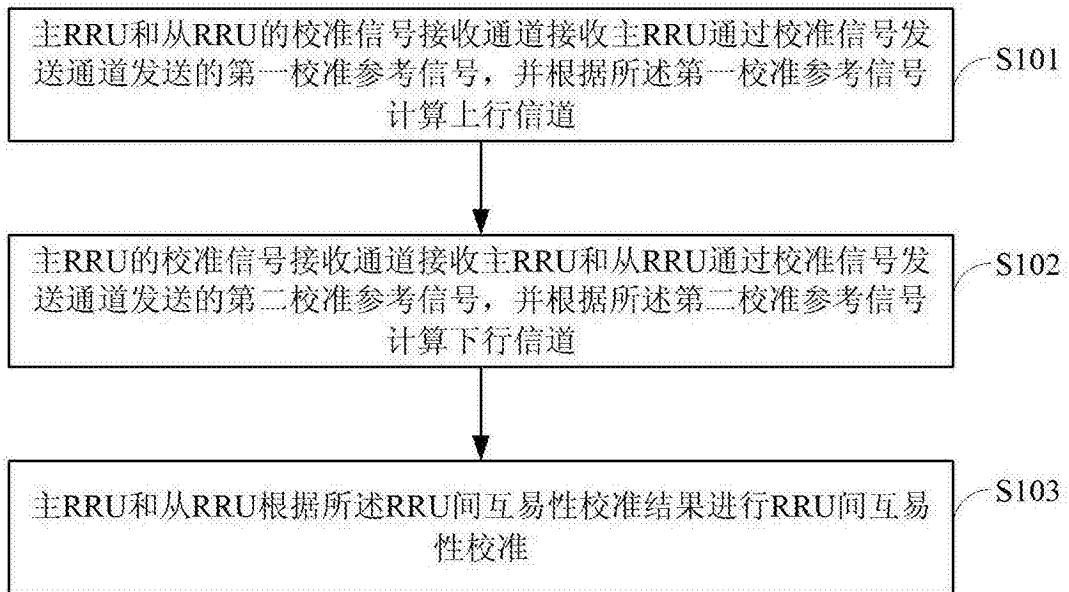 主RRU和从RRU的校准信号接收通道接收主RRU通过校准信号发
送通道发送的第一校准参考信号，并根据所述第一校准参考信号
计算上行信道
S101
主RRU的校准信号接收通道接收主RRU和从RRU通过校准信号发
送通道发送的第二校准参考信号，并根据所述第二校准参考信号
计算下行信道
S102
主RRU和从RRU根据所述RRU间互易性校准结果进行RRU间互易
性校准
S103